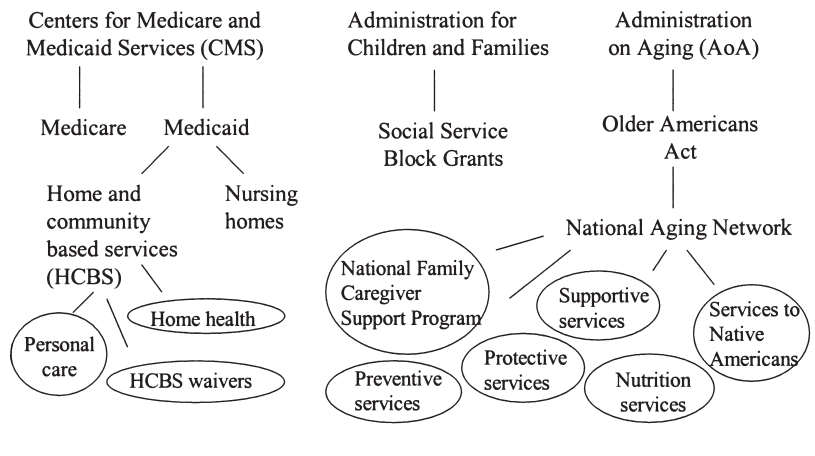 Centers for Medicare and
Medicaid Services (CMS)
Administration for
Children and Families
Administration
on Aging (AoA)
Medicare
Medicaid
Social Service
Block Grants
Older Americans
Act
Home and
community
based services
(HCBS)
Nursing
homes
National Aging Network
National Family
Caregiver
Support Program
Supportive
services
Services to
Native
Americans
Home health
Personal
care
HCBS waivers
Preventive
services
Protective
services
Nutrition
services